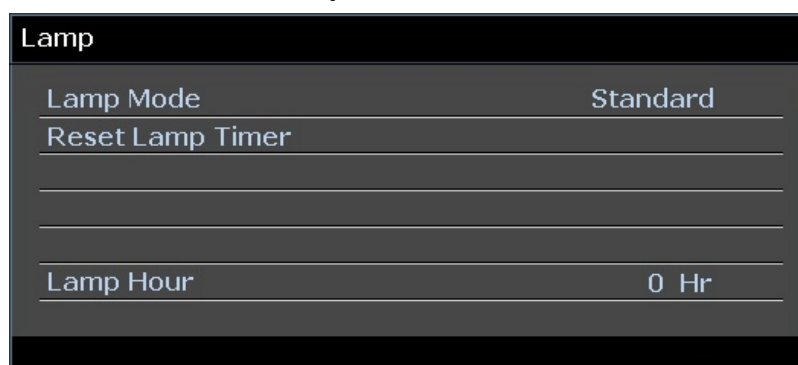 Lamp
Lamp Mode Standard
Reset Lamp Timer
Lamp Hour 0 Hr